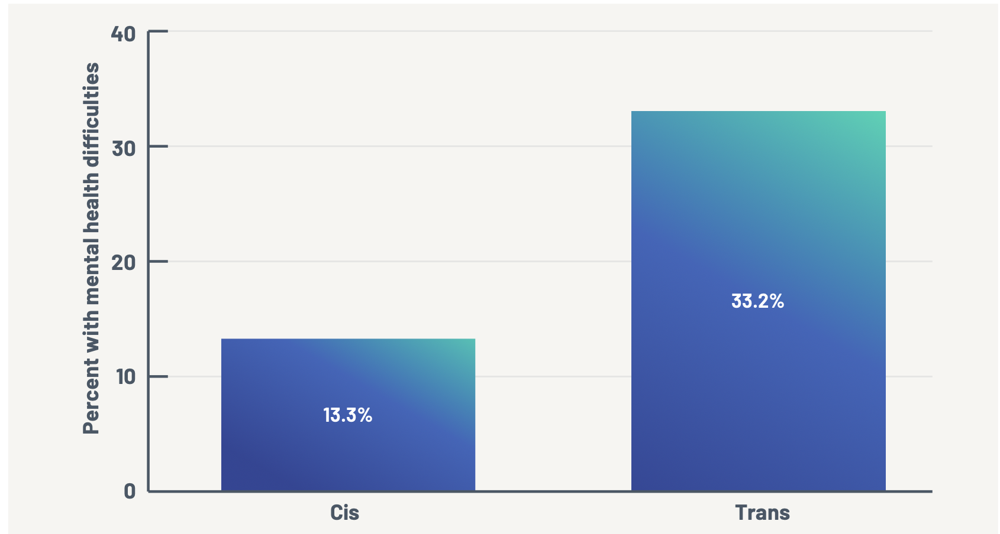 Percent with mental health difficulties
40
30
20
10
0
13.3%
33.2%
Cis
Trans